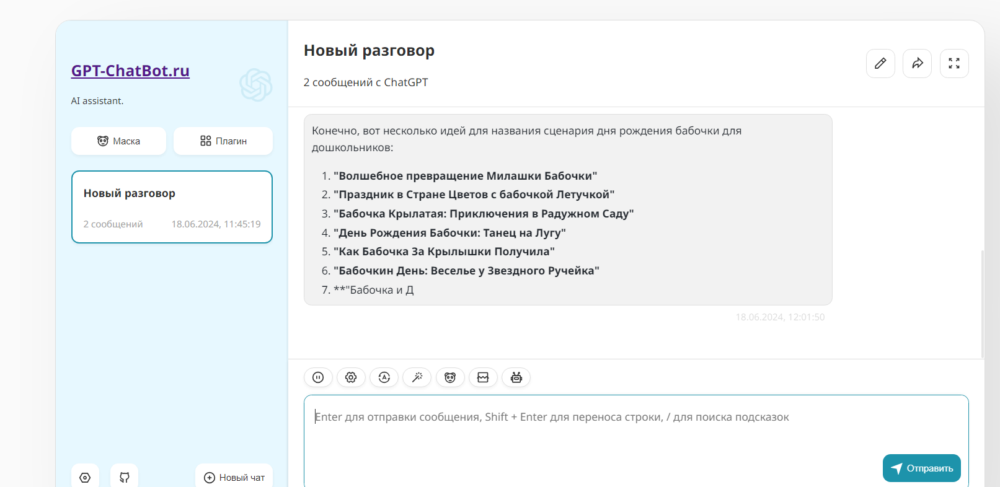 GPT-ChatBot.ru
AI assistant.
Маска
Плагин
Новый разговор
2 сообщений
18.06.2024, 11:45:19
Новый чат
Новый разговор
2 сообщений с ChatGPT
Конечно, вот несколько идей для названия сценария дня рождения бабочки для
дошкольников:
1. "Волшебное превращение Милашки Бабочки"
2. "Праздник в Стране Цветов с бабочкой Летучкой"
3. "Бабочка Крылатая: Приключения в Радужном Саду"
4. "День Рождения Бабочки: Танец на Лугу"
5. "Как Бабочка За Крылышки Получила"
6. "Бабочкин День: Веселье у Звездного Ручейка"
7. **"Бабочка и Д
18.06.2024, 12:01:50
Enter для отправки сообщения, Shift + Enter для переноса строки, / для поиска подсказок
Отправить